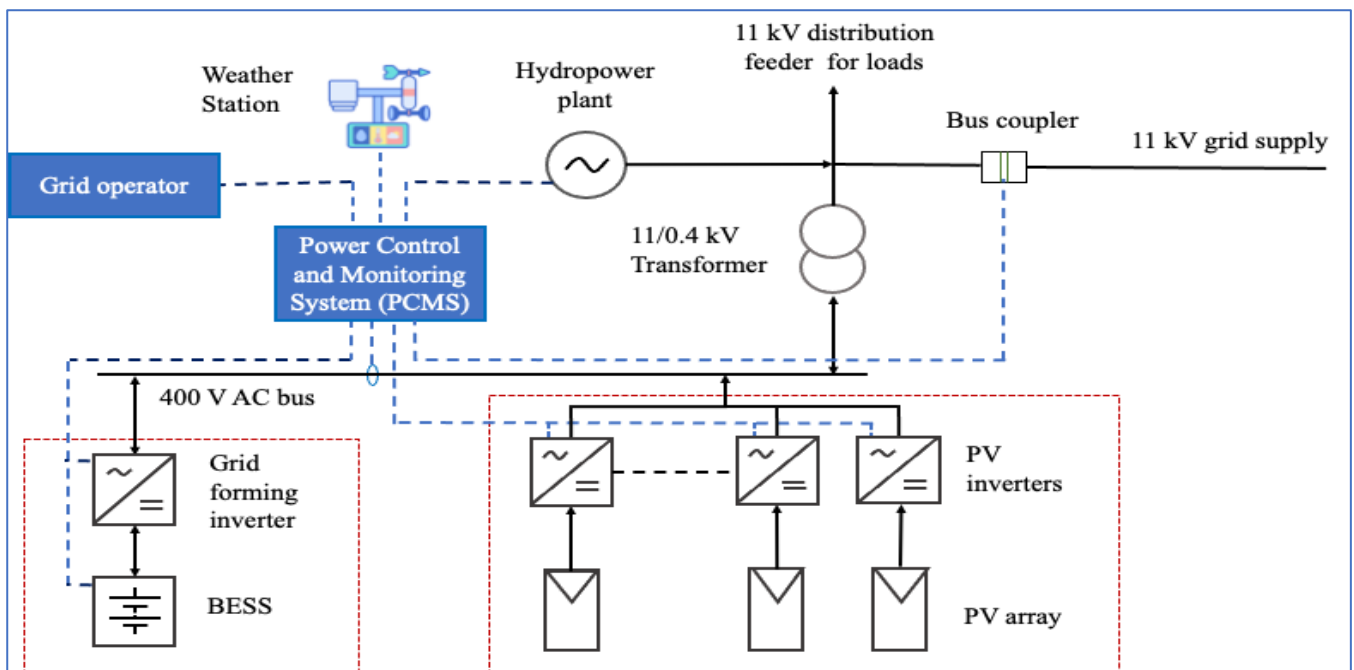 11 kV distribution
feeder for loads
Weather
Station
Hydropower
plant
Bus coupler
11 kV grid supply
Grid operator
Power Control
and Monitoring
System (PCMS)
11/0.4 kV
Transformer
400 V AC bus
Grid
forming
inverter
PV
inverters
BESS
PV array